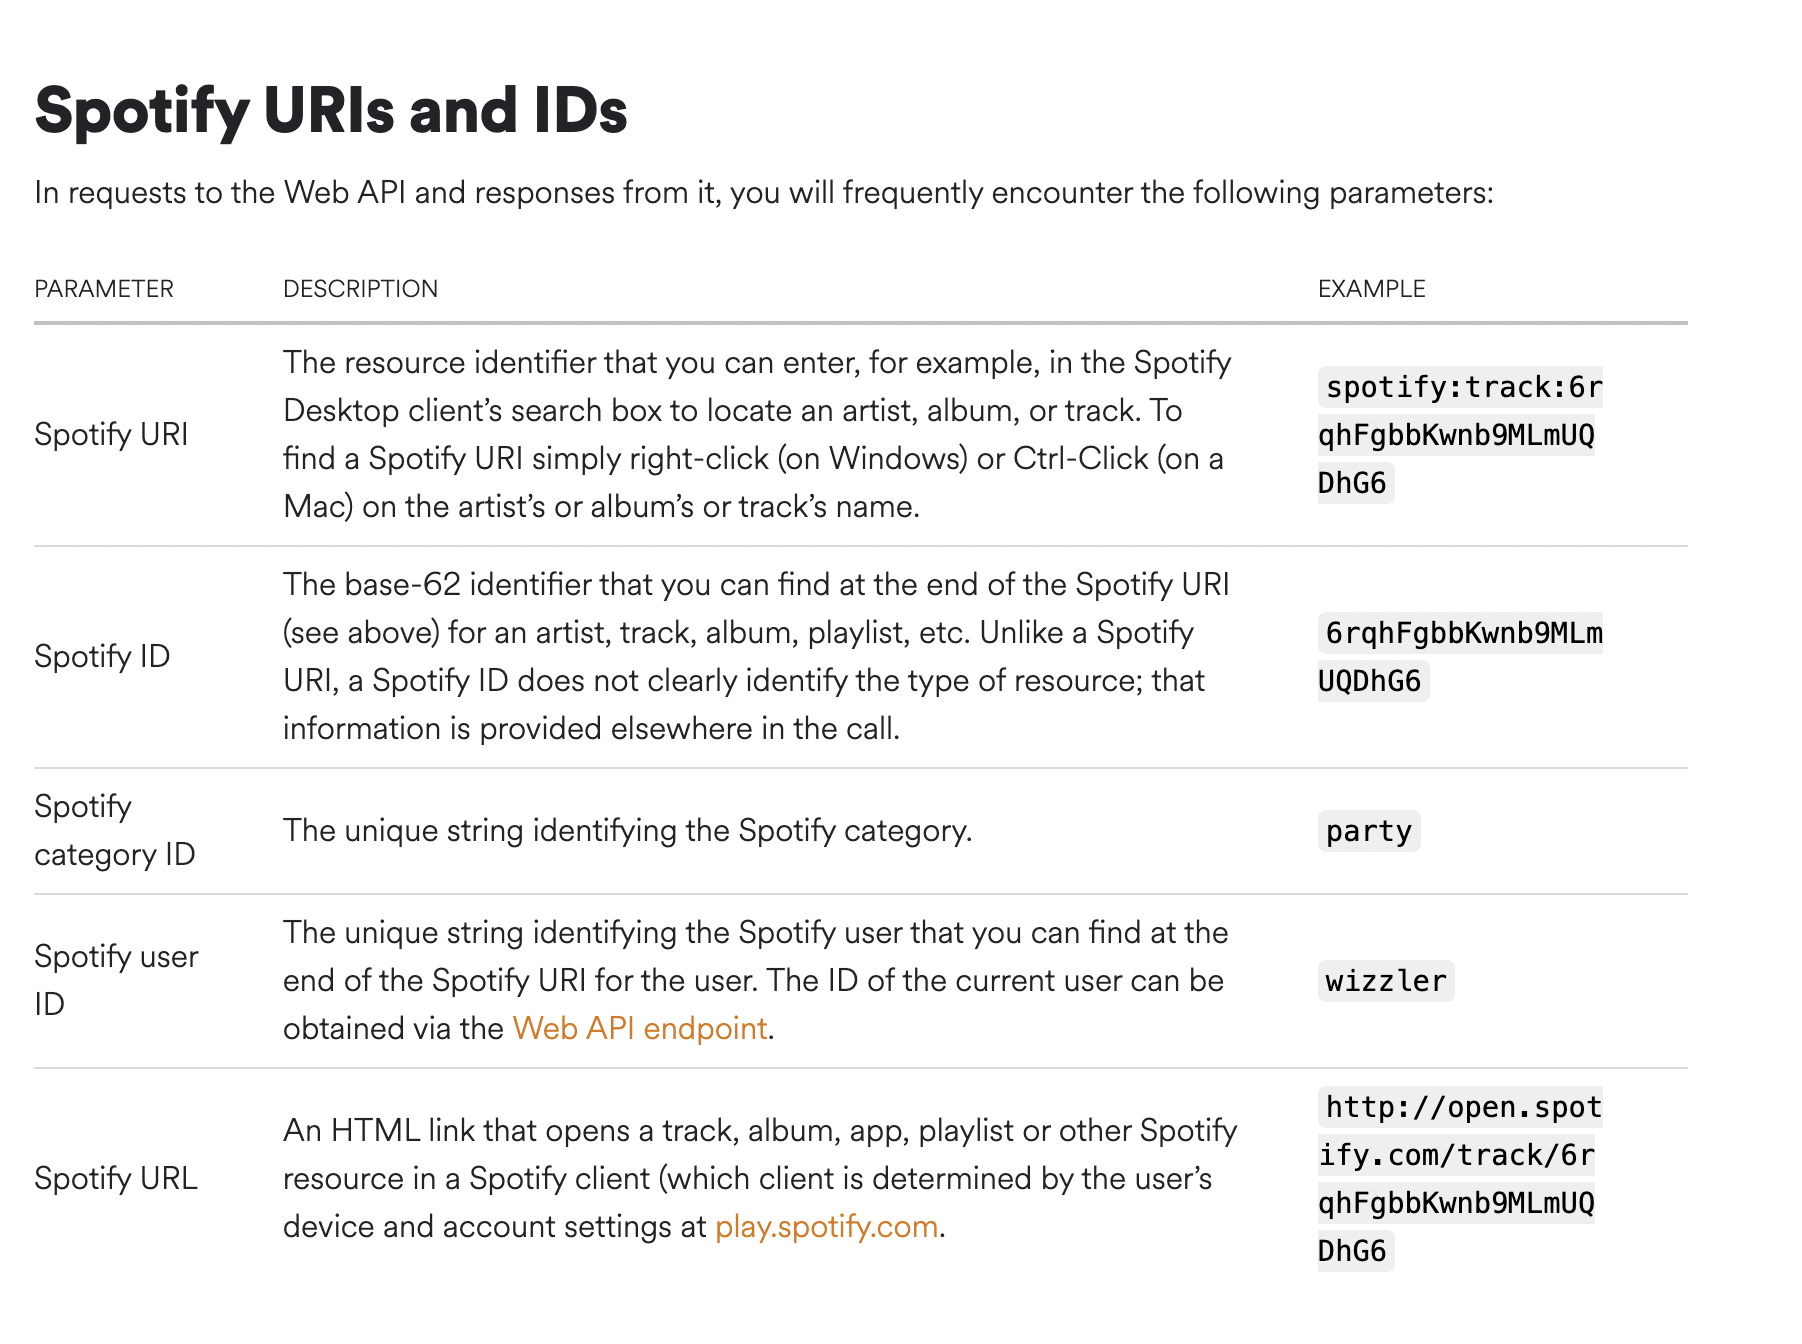 Spotify URIs and IDs
In requests to the Web API and responses from it, you will frequently encounter the following parameters:
PARAMETER DESCRIPTION EXAMPLE
Spotify URI
The resource identifier that you can enter, for example, in the Spotify
Desktop client’s search box to locate an artist, album, or track. To
find a Spotify URI simply right-click (on Windows) or Ctrl-Click (on a
Mac) on the artist’s or album’s or track’s name.
spotify:track:6r
qhFgbbKwnb9MLmUQ
DhG6
Spotify ID
The base-62 identifier that you can find at the end of the Spotify URI
(see above) for an artist, track, album, playlist, etc. Unlike a Spotify
URI, a Spotify ID does not clearly identify the type of resource; that
information is provided elsewhere in the call.
6rqhFgbbKwnb9MLm
UQDhG6
Spotify
category ID
The unique string identifying the Spotify category.
party
Spotify user
ID
The unique string identifying the Spotify user that you can find at the
end of the Spotify URI for the user. The ID of the current user can be
obtained via the Web API endpoint.
wizzler
Spotify URL
An HTML link that opens a track, album, app, playlist or other Spotify
resource in a Spotify client (which client is determined by the user’s
device and account settings at play.spotify.com.
http://open.spot
ify.com/track/6r
qhFgbbKwnb9MLmUQ
DhG6